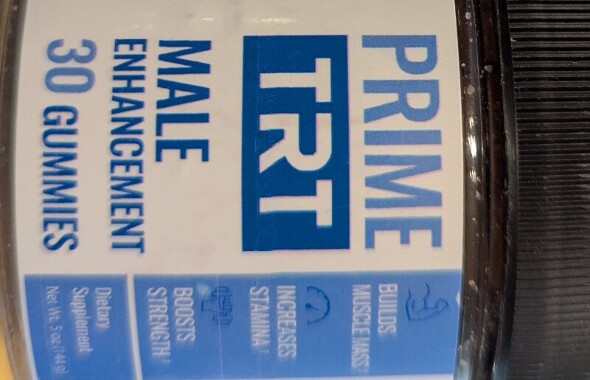 PRIME
TRT
MALE
ENHANCEMENT
30 GUMMIES
BUILDS
MUSCLE MASS†
INCREASES
STAMINA†
BOOSTS
STRENGTH†
Dietary
Supplement
Net Wt. 5 oz (144g)